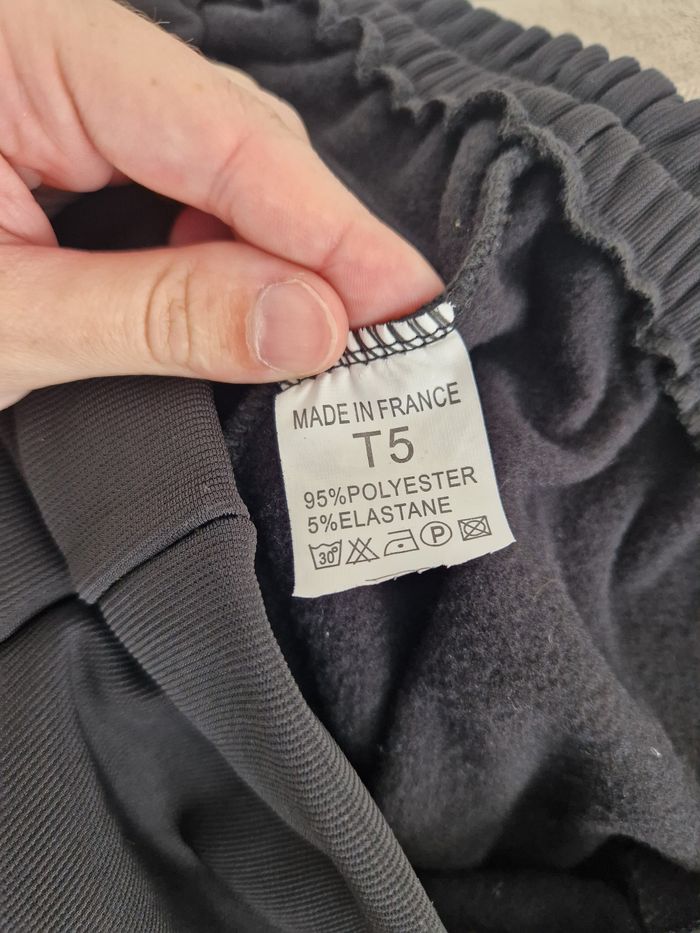 MADE IN FRANCE
T5
95%POLYESTER
5%ELASTANE
30° P